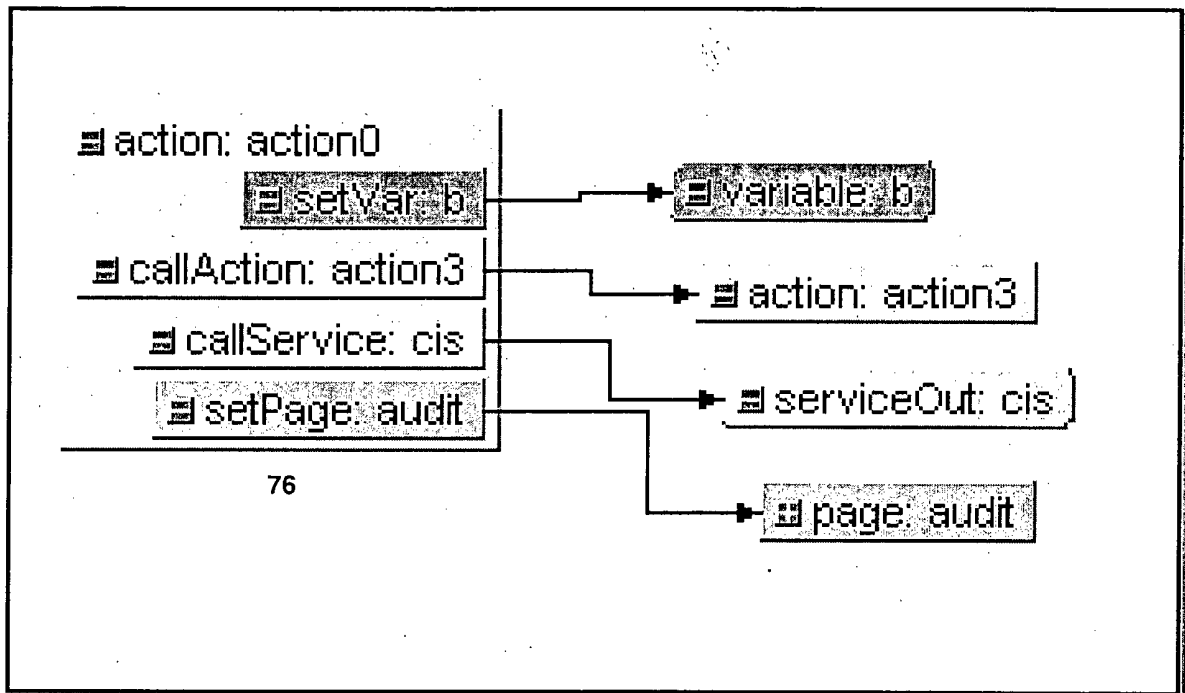 action: action0
setVar: b
variable: b
callAction: action3
action: action3
callService: cis
serviceOut: cis
setPage: audit
76
page: audit